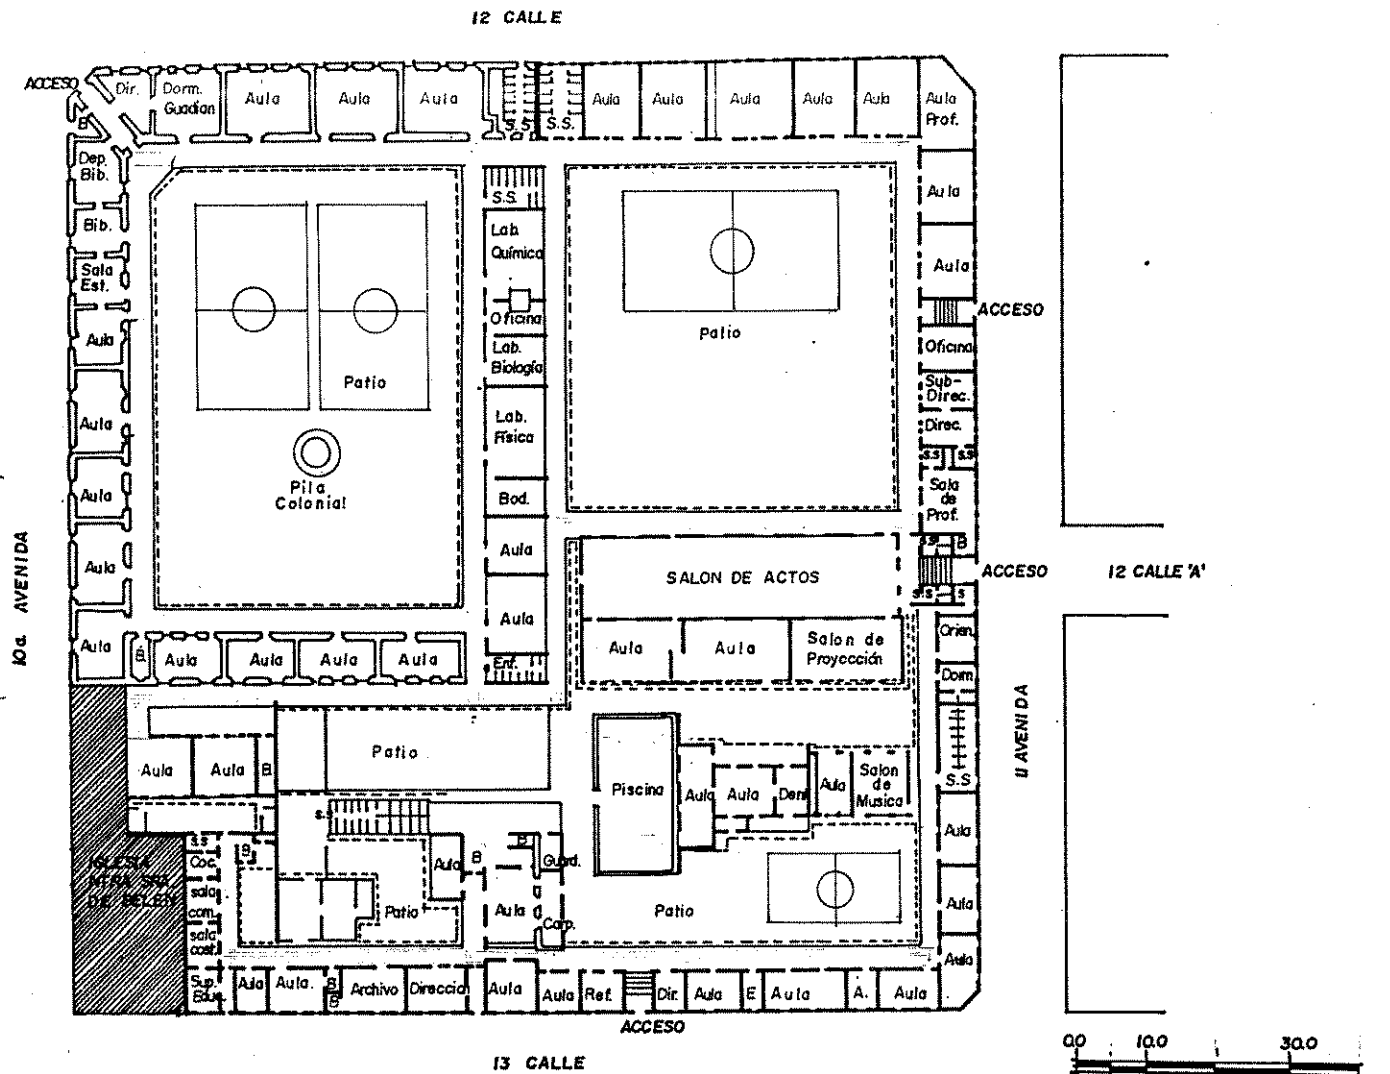 12 CALLE
ACCESO
Dir.
Dorm.
Guadian
Aula
Aula
Aula
S.S.
S.S.
Aula
Aula
Aula
Aula
Aula
Aula
Prof.
B
Dep.
Bib.
Bib.
Sala
Est.
Aula
Aula
Aula
Aula
Aula
Patio
Pila
Colonial
S.S.
Lab.
Química
Oficina
Lab.
Biología
Lab.
Física
Bod.
Aula
Aula
Enf.
Patio
Aula
Aula
ACCESO
Oficina
Sub-
Direc.
Direc.
s.s
s.s
Sala
de
Prof.
s.s
B
ACCESO
12 CALLE "A"
s.s
s
SALON DE ACTOS
Aula
Aula
Salon de
Proyección
Orien.
Dorm
10a. AVENIDA
11 AVENIDA
B
Aula
Aula
Aula
Aula
Patio
Aula
Aula
B
Piscina
Aula
Aula
Aula
Salon
de
Musica
S.S
s.s
Aula
Aula
Aula
IGLESIA
NTRA SRA.
DE BELEN
s.s
Coc.
sala
com.
sala
cost.
B
Aula
B
B
Guard.
Patio
Aula
Carp.
Patio
Sup.
Aula
Aula.
B
B
Archivo
Direccio
Aula
Aula
Ref.
Dir.
Aula
E
Aula
A.
Aula
ACCESO
13 CALLE
0.0 10.0 30.0